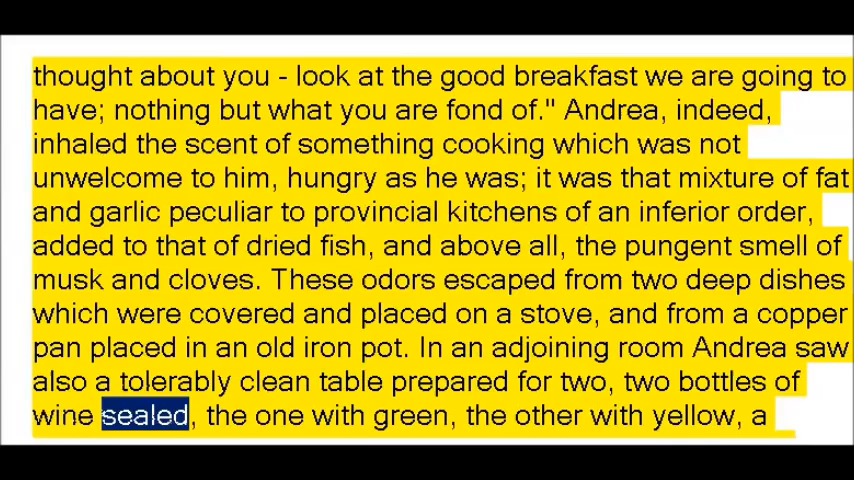 thought about you - look at the good breakfast we are going to
have; nothing but what you are fond of." Andrea, indeed,
inhaled the scent of something cooking which was not
unwelcome to him, hungry as he was; it was that mixture of fat
and garlic peculiar to provincial kitchens of an inferior order,
added to that of dried fish, and above all, the pungent smell of
musk and cloves. These odors escaped from two deep dishes
which were covered and placed on a stove, and from a copper
pan placed in an old iron pot. In an adjoining room Andrea saw
also a tolerably clean table prepared for two, two bottles of
wine sealed, the one with green, the other with yellow, a